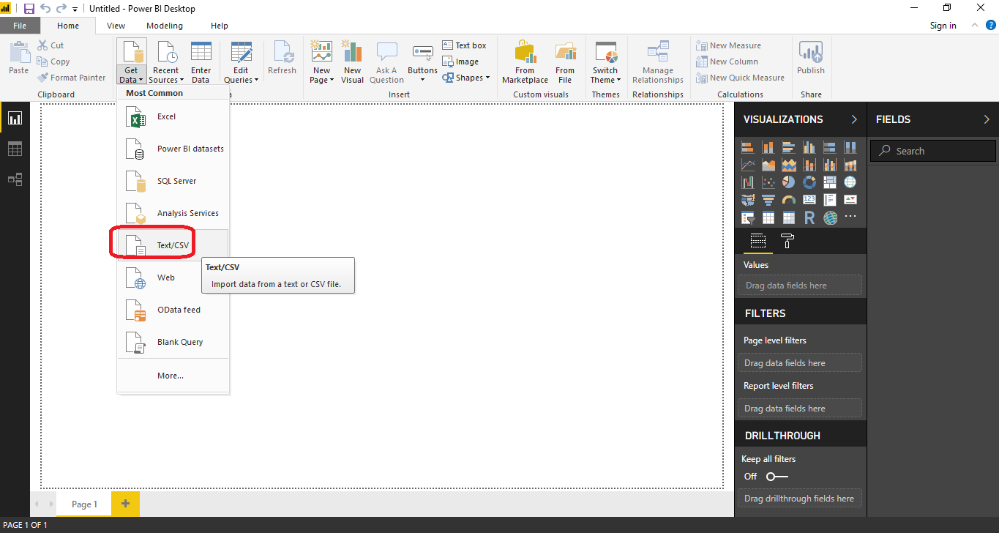 Untitled - Power BI Desktop
File Home View Modeling Help Sign in ?
Paste
Cut
Copy
Format Painter
Clipboard
Get Data
Recent Sources
Enter Data
Edit Queries
Refresh
a
New Page
New Visual
Ask A Question
Buttons
Text box
Image
Shapes
Insert
From Marketplace
From File
Custom visuals
Switch Theme
Themes
Manage Relationships
Relationships
New Measure
New Column
New Quick Measure
Calculations
Publish
Share
Most Common
Excel
Power BI datasets
SQL Server
Analysis Services
Text/CSV
Text/CSV
Import data from a text or CSV file.
Web
OData feed
Blank Query
More...
VISUALIZATIONS
123
R
...
Values
Drag data fields here
FILTERS
Page level filters
Drag data fields here
Report level filters
Drag data fields here
DRILLTHROUGH
Keep all filters
Off
Drag drillthrough fields here
FIELDS
Search
Page 1 +
PAGE 1 OF 1